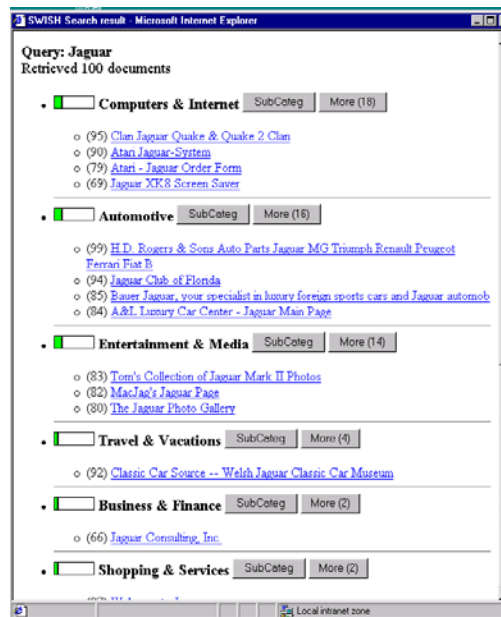 SWISH Search result - Microsoft Internet Explorer
Query: Jaguar
Retrieved 100 documents
Computers & Internet SubCateg More (18)
(95) Clan Jaguar Quake & Quake 2 Clan
(90) Atari Jaguar-System
(79) Atari - Jaguar Order Form
(69) Jaguar XK8 Screen Saver
Automotive SubCateg More (16)
(99) H.D. Rogers & Sons Auto Parts Jaguar MG Triumph Renault Peugeot
Ferrari Fiat B
(94) Jaguar Club of Florida
(85) Bauer Jaguar, your specialist in luxury foreign sports cars and Jaguar automob
(84) A&L Luxury Car Center - Jaguar Main Page
Entertainment & Media SubCateg More (14)
(83) Tom's Collection of Jaguar Mark II Photos
(82) MacJag's Jaguar Page
(80) The Jaguar Photo Gallery
Travel & Vacations SubCateg More (4)
(92) Classic Car Source -- Welsh Jaguar Classic Car Museum
Business & Finance SubCateg More (2)
(66) Jaguar Consulting, Inc.
Shopping & Services SubCateg More (2)
Local intranet zone